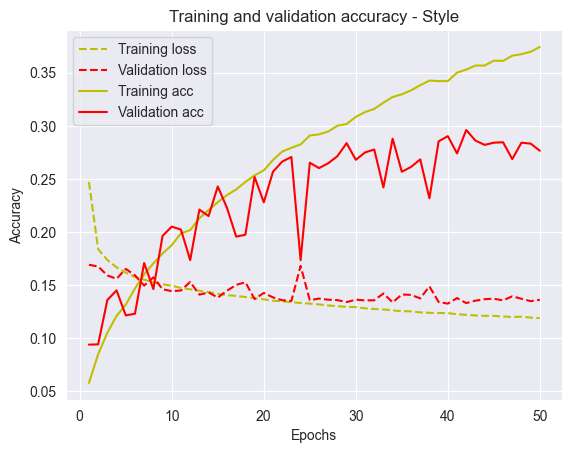 Training and validation accuracy - Style
Training loss
Validation loss
Training acc
Validation acc
0.35
0.30
0.25
0.20
0.15
0.10
0.05
Accuracy
0
10
20
30
40
50
Epochs